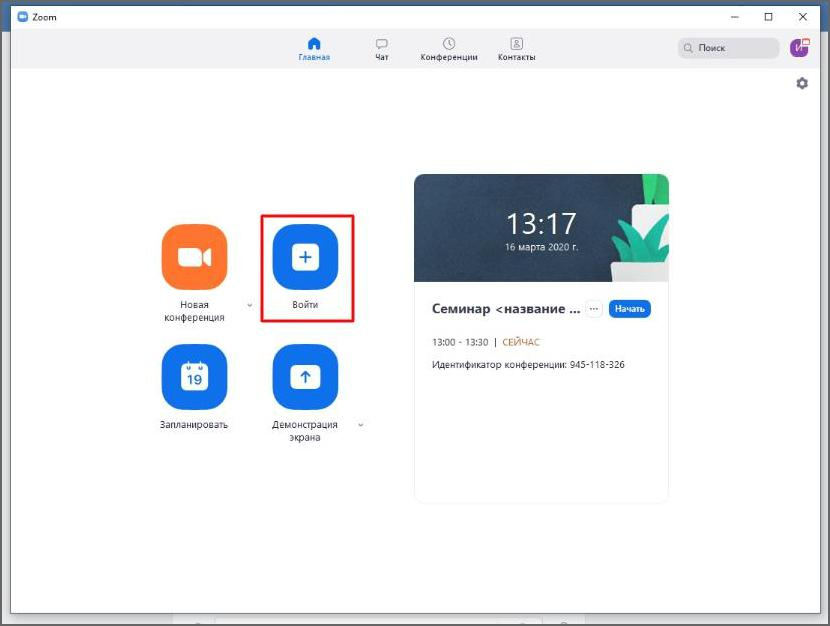 Zoom
Главная
Чат
Конференции
Контакты
Поиск
И
13:17
16 марта 2020 г.
Новая
конференция
Войти
Семинар <название ...
Начать
13:00 - 13:30 | СЕЙЧАС
Идентификатор конференции: 945-118-326
19
Запланировать
Демонстрация
экрана